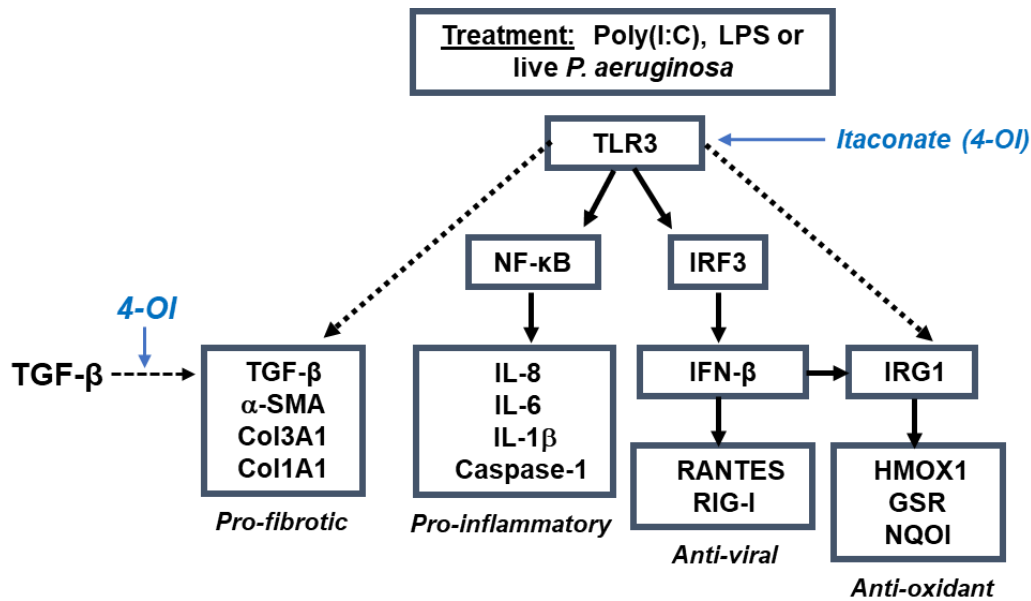 Treatment: Poly(I:C), LPS or
live P. aeruginosa
TLR3
Itaconate (4-OI)
NF-κB
IRF3
4-OI
TGF-β
TGF-β
α-SMA
Col3A1
Col1A1
Pro-fibrotic
IL-8
IL-6
IL-1β
Caspase-1
Pro-inflammatory
IFN-β
IRG1
RANTES
RIG-I
Anti-viral
HMOX1
GSR
NQOI
Anti-oxidant